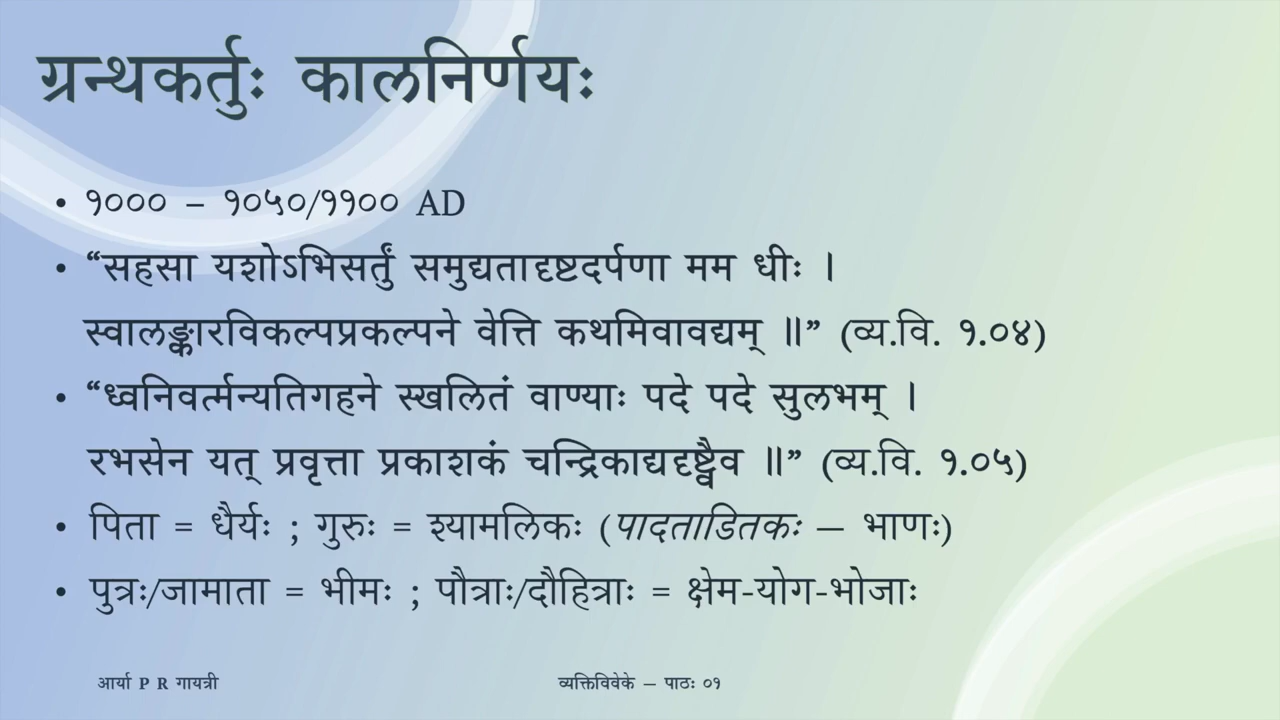 ग्रन्थकर्तुः कालनिर्णयः
• १००० – १०५०/११०० AD
• “सहसा यशोऽभिसर्तुं समुद्यतादृष्टदर्पणा मम धीः ।
स्वालङ्कारविकल्पप्रकल्पने वेत्ति कथमिवावद्यम् ॥” (व्य.वि. १.०४)
• “ध्वनिवर्त्मन्यतिगहने स्खलितं वाण्याः पदे पदे सुलभम् ।
रभसेन यत् प्रवृत्ता प्रकाशकं चन्द्रिकाद्यदृष्ट्वैव ॥” (व्य.वि. १.०५)
• पिता = धैर्यः ; गुरुः = श्यामलिकः (पादताडितकः – भाणः)
• पुत्रः/जामाता = भीमः ; पौत्राः/दौहित्राः = क्षेम-योग-भोजाः
आर्या P R गायत्री
व्यक्तिविवेके – पाठः ०१